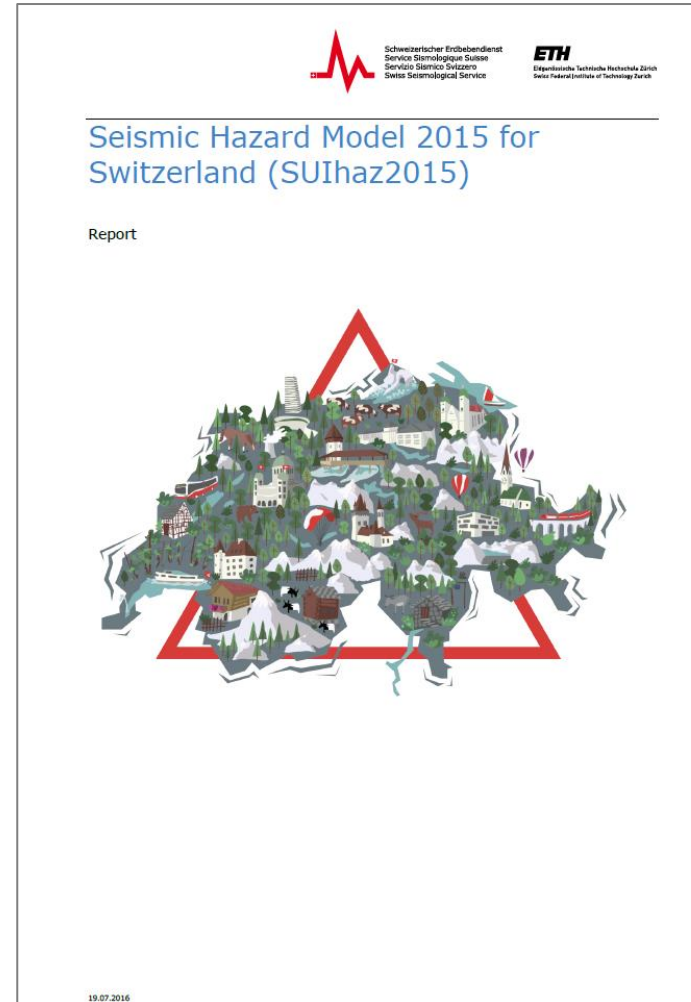 Schweizerischer Erdbebendienst
Service Sismologique Suisse
Servizio Sismico Svizzero
Swiss Seismological Service
ETH
Eidgenössische Technische Hochschule Zürich
Swiss Federal Institute of Technology Zurich
Seismic Hazard Model 2015 for
Switzerland (SUIhaz2015)
Report
19.07.2016